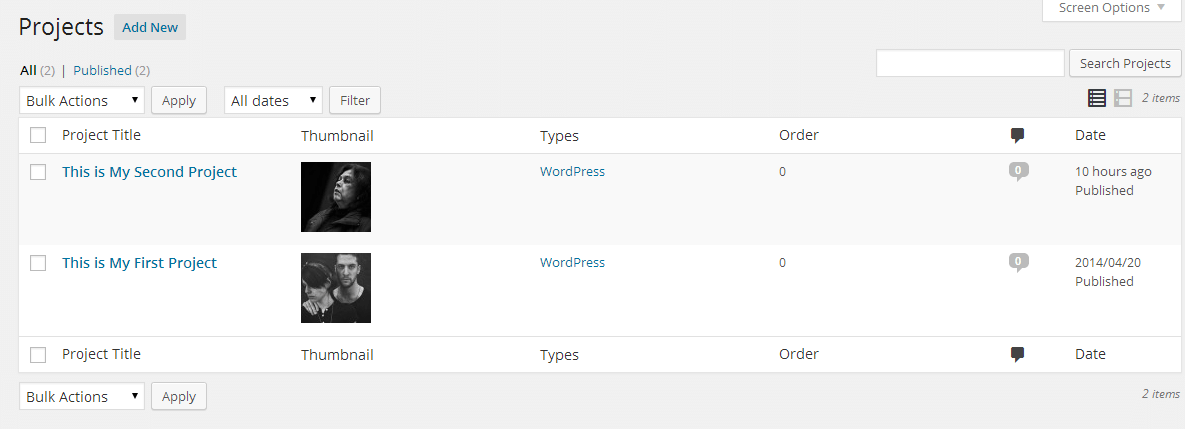 Screen Options
Projects Add New
All (2) | Published (2)
Search Projects
Bulk Actions Apply All dates Filter 2 items
Project Title Thumbnail Types Order Date
This is My Second Project WordPress 0 0 10 hours ago
Published
This is My First Project WordPress 0 0 2014/04/20
Published
Project Title Thumbnail Types Order Date
Bulk Actions Apply 2 items